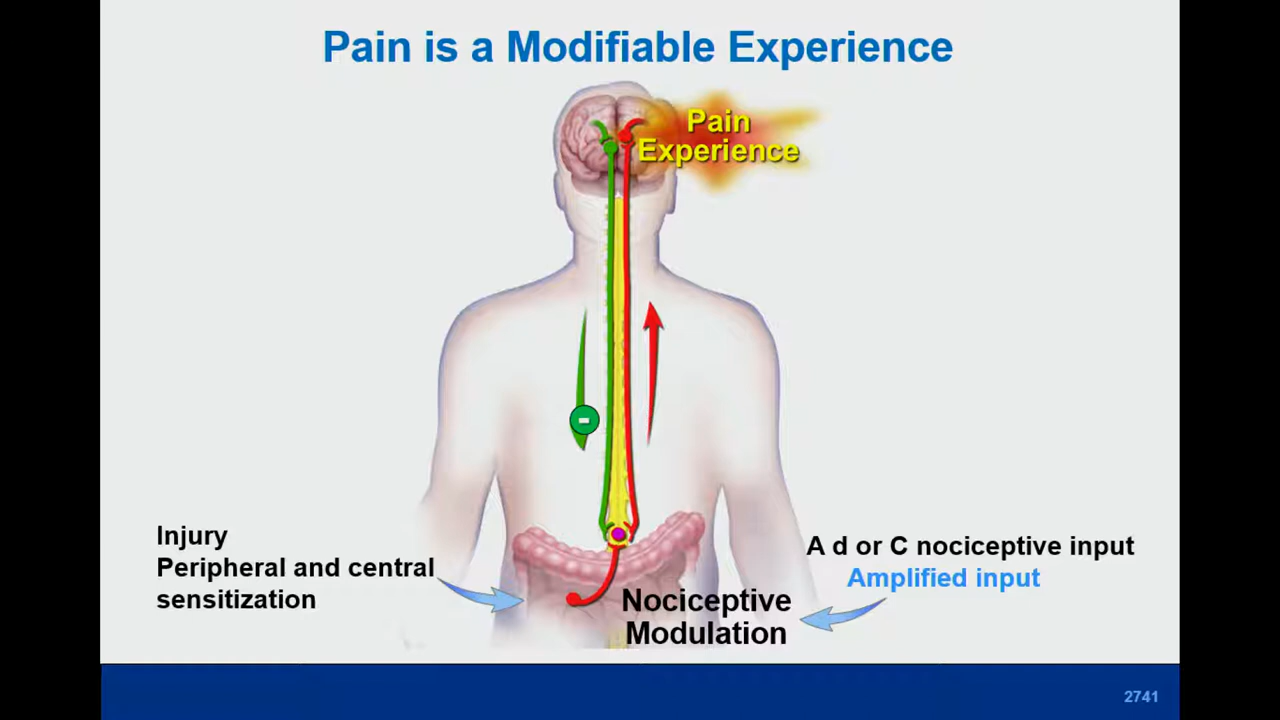 Pain is a Modifiable Experience
Pain
Experience
-
Injury
Peripheral and central
sensitization
A d or C nociceptive input
Amplified input
Nociceptive
Modulation
2741